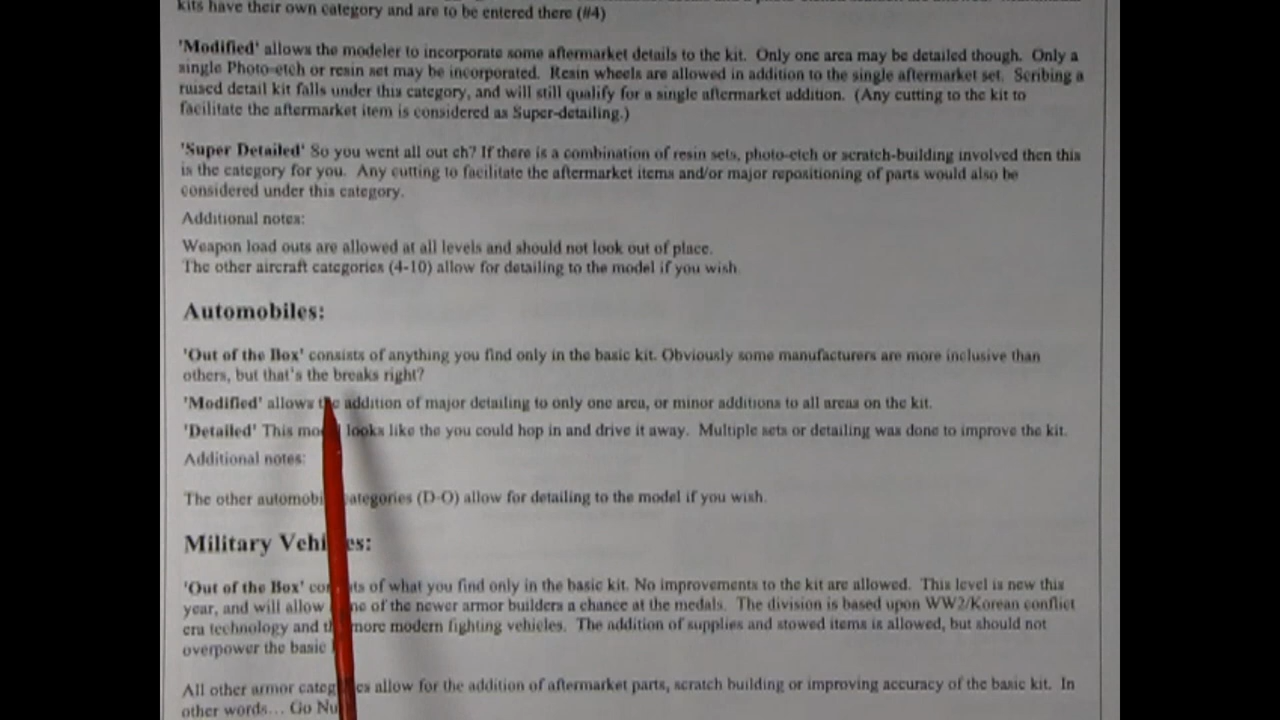 kits have their own category and are to be entered there (#4)
'Modified' allows the modeler to incorporate some aftermarket details to the kit. Only one area may be detailed though. Only a
single Photo-etch or resin set may be incorporated. Resin wheels are allowed in addition to the single aftermarket set. Scribing a
raised detail kit falls under this category, and will still qualify for a single aftermarket addition. (Any cutting to the kit to
facilitate the aftermarket item is considered as Super-detailing.)
'Super Detailed' So you went all out eh? If there is a combination of resin sets, photo-etch or scratch-building involved then this
is the category for you. Any cutting to facilitate the aftermarket items and/or major repositioning of parts would also be
considered under this category.
Additional notes:
Weapon load outs are allowed at all levels and should not look out of place.
The other aircraft categories (4-10) allow for detailing to the model if you wish.
Automobiles:
'Out of the Box' consists of anything you find only in the basic kit. Obviously some manufacturers are more inclusive than
others, but that's the breaks right?
'Modified' allows the addition of major detailing to only one area, or minor additions to all areas on the kit.
'Detailed' This looks like the you could hop in and drive it away. Multiple sets or detailing was done to improve the kit.
Additional notes:
The other categories (D-O) allow for detailing to the model if you wish.
Military
'Out of the Box' of what you find only in the basic kit. No improvements to the kit are allowed. This level is new this
year, and will allow of the newer armor builders a chance at the medals. The division is based upon WW2/Korean conflict
era technology and more modern fighting vehicles. The addition of supplies and stowed items is allowed, but should not
overpower the basic
All other armor allow for the addition of aftermarket parts, scratch building or improving accuracy of the basic kit. In
other words... Go